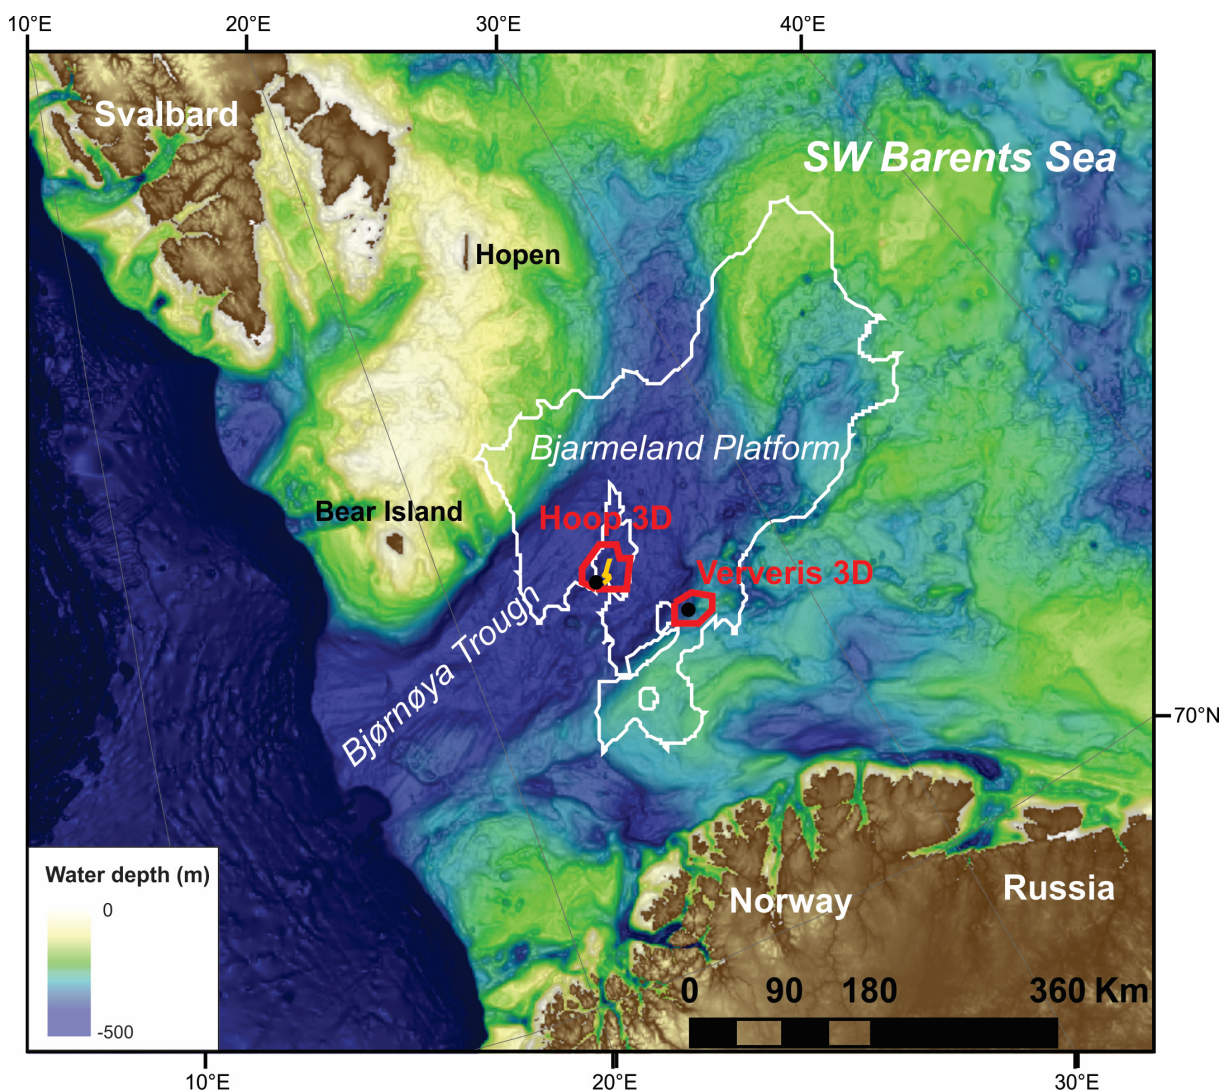 10°E 20°E 30°E 40°E
Svalbard
SW Barents Sea
Hopen
Bjarmeland Platform
Bear Island
Hoop 3D
Ververis 3D
Bjørnøya Trough
70°N
Water depth (m)
0
-500
Norway
Russia
0 90 180 360 Km
10°E 20°E 30°E